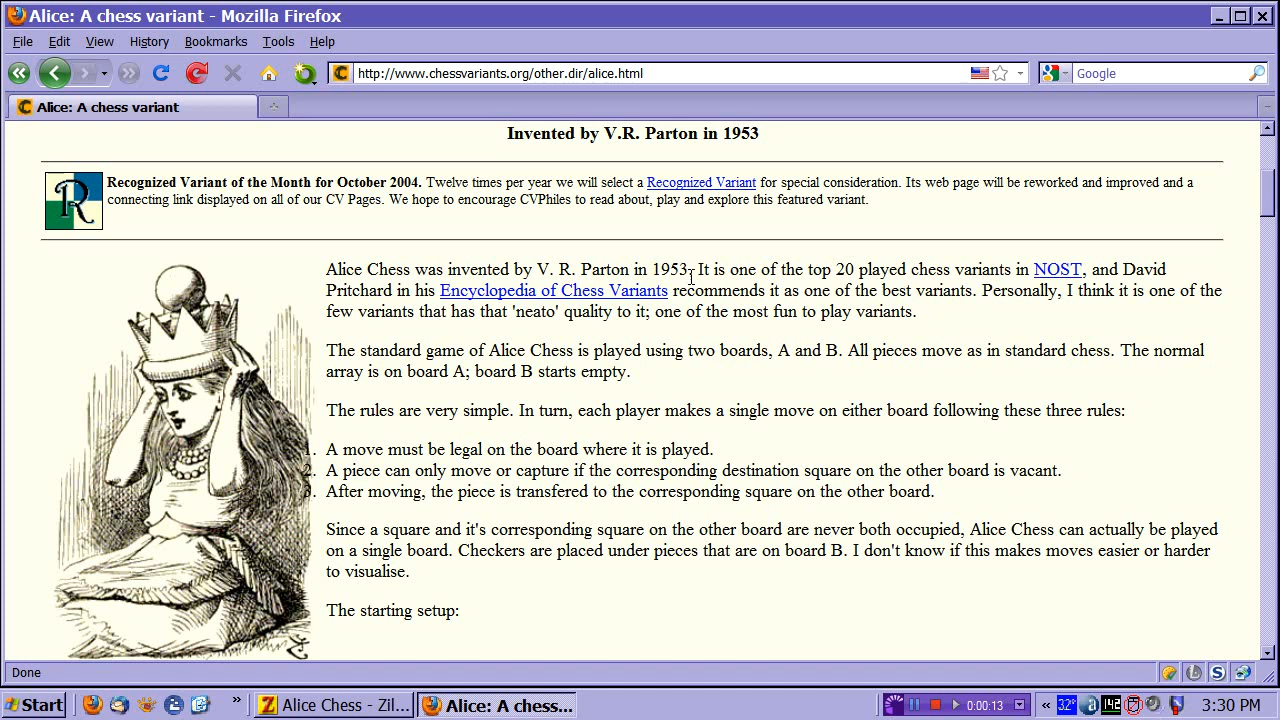 Alice: A chess variant - Mozilla Firefox
File Edit View History Bookmarks Tools Help
http://www.chessvariants.org/other.dir/alice.html
Google
Alice: A chess variant
Invented by V.R. Parton in 1953
Recognized Variant of the Month for October 2004. Twelve times per year we will select a Recognized Variant for special consideration. Its web page will be reworked and improved and a
connecting link displayed on all of our CV Pages. We hope to encourage CVPhiles to read about, play and explore this featured variant.
Alice Chess was invented by V. R. Parton in 1953. It is one of the top 20 played chess variants in NOST, and David
Pritchard in his Encyclopedia of Chess Variants recommends it as one of the best variants. Personally, I think it is one of the
few variants that has that 'neato' quality to it; one of the most fun to play variants.
The standard game of Alice Chess is played using two boards, A and B. All pieces move as in standard chess. The normal
array is on board A; board B starts empty.
The rules are very simple. In turn, each player makes a single move on either board following these three rules:
1. A move must be legal on the board where it is played.
2. A piece can only move or capture if the corresponding destination square on the other board is vacant.
3. After moving, the piece is transfered to the corresponding square on the other board.
Since a square and it's corresponding square on the other board are never both occupied, Alice Chess can actually be played
on a single board. Checkers are placed under pieces that are on board B. I don't know if this makes moves easier or harder
to visualise.
The starting setup:
Done
Start
Alice Chess - Zil...
Alice: A chess...
0:00:13
32°
3:30 PM